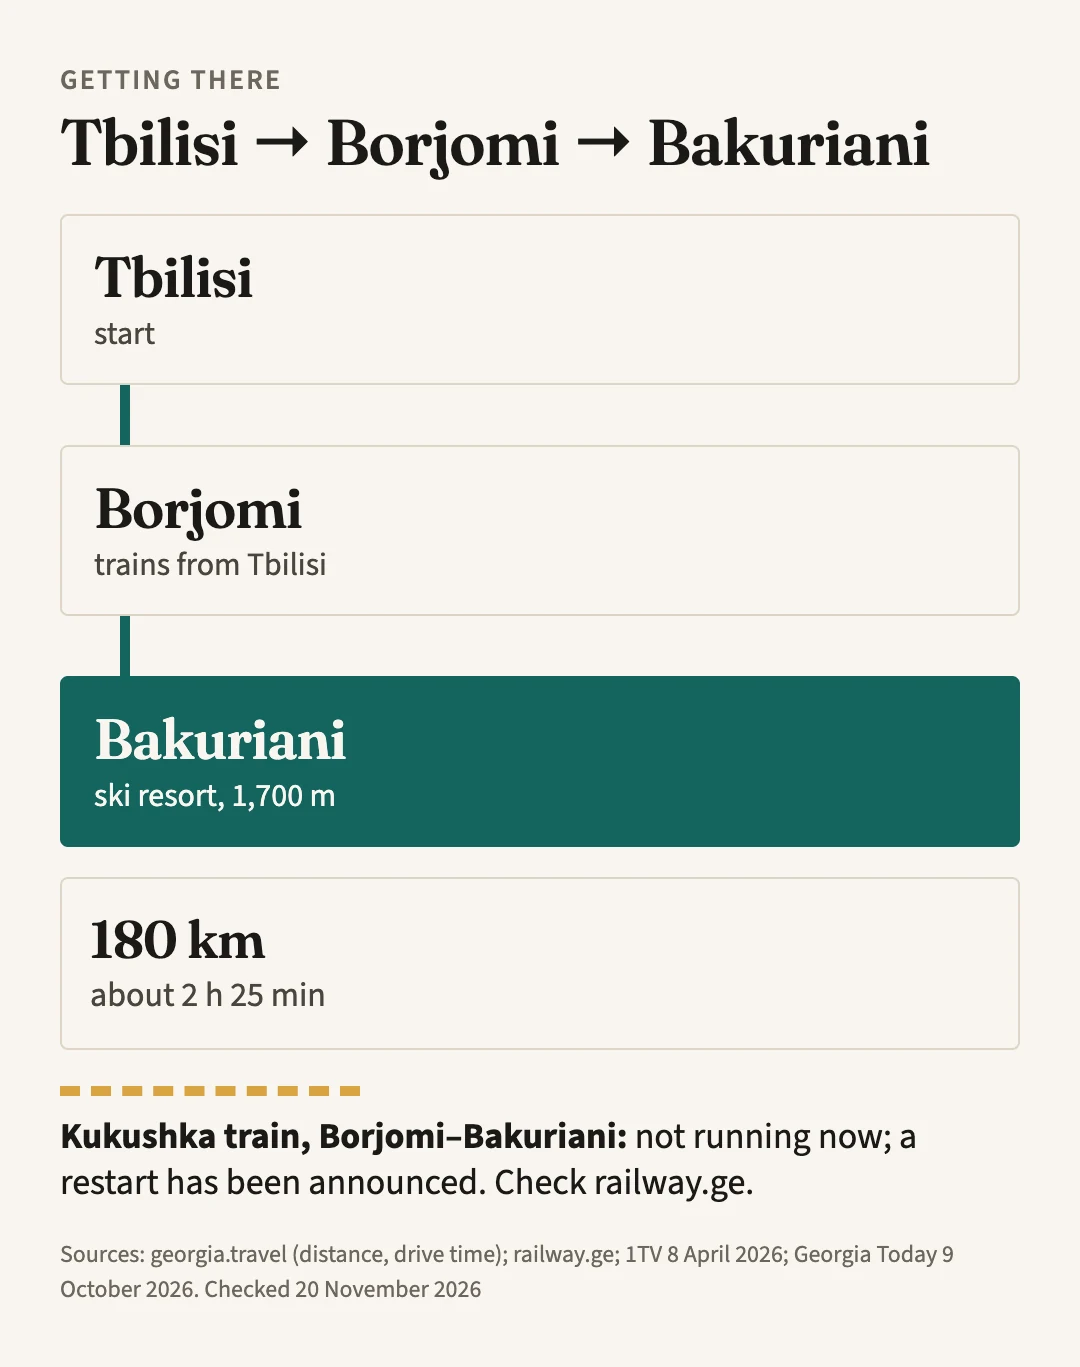 GETTING THERE
Tbilisi → Borjomi → Bakuriani
Tbilisi
start
Borjomi
trains from Tbilisi
Bakuriani
ski resort, 1,700 m
180 km
about 2 h 25 min
Kukushka train, Borjomi–Bakuriani: not running now; a
restart has been announced. Check railway.ge.
Sources: georgia.travel (distance, drive time); railway.ge; 1TV 8 April 2026; Georgia Today 9
October 2026. Checked 20 November 2026